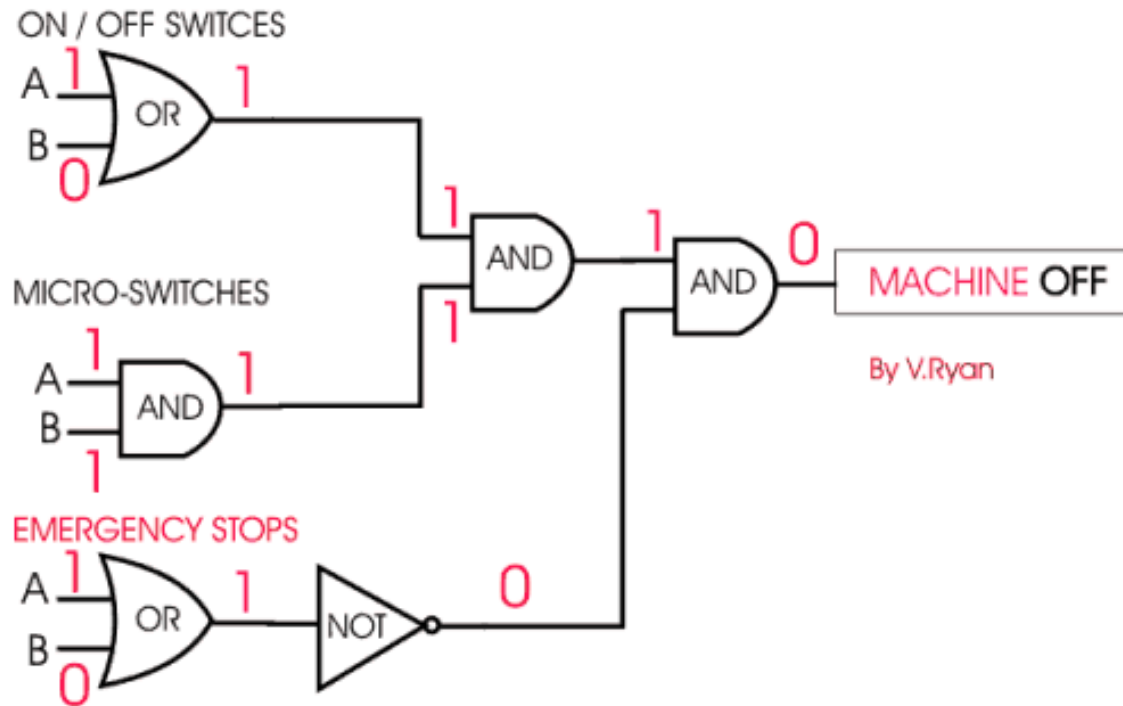 ON / OFF SWITCES
A 1
OR
1
B 0
1
AND
1
1
AND
0
MACHINE OFF
MICRO-SWITCHES
A 1
AND
1
B 1
1
By V.Ryan
EMERGENCY STOPS
A 1
OR
1
NOT
0
B 0